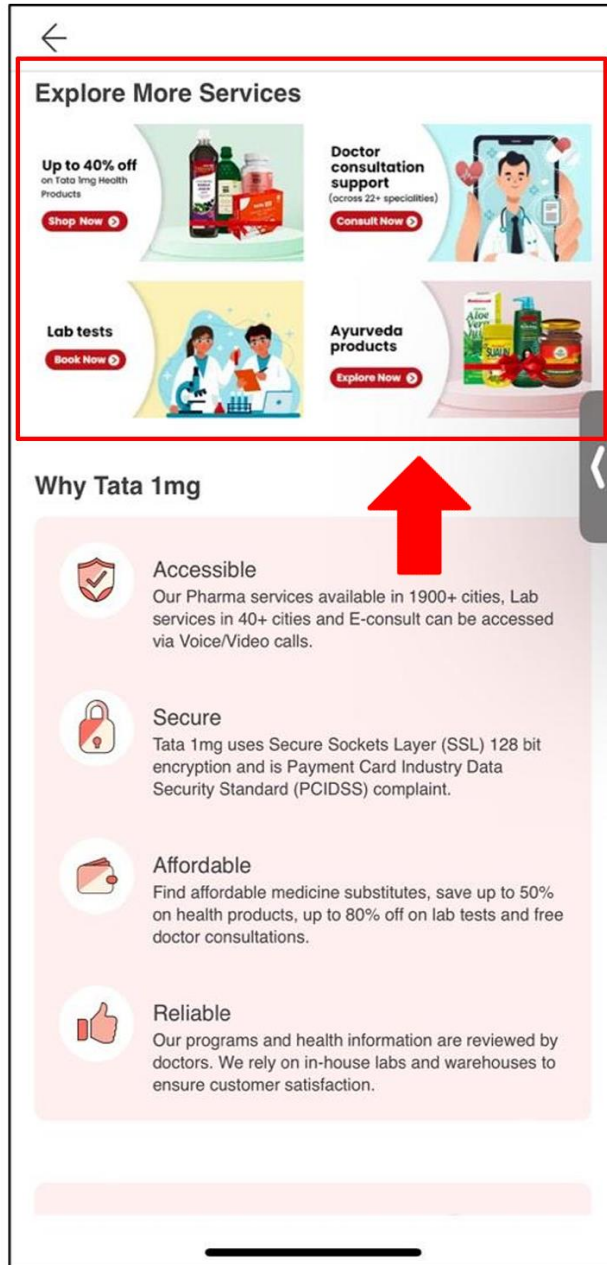 Explore More Services
Up to 40% off
on Tata 1mg Health
Products
Shop Now
Doctor
consultation
support
(across 22+ specialities)
Consult Now
Lab tests
Book Now
Ayurveda
products
Explore Now
Aloe
Vera
Why Tata 1mg
Accessible
Our Pharma services available in 1900+ cities, Lab
services in 40+ cities and E-consult can be accessed
via Voice/Video calls.
Secure
Tata 1mg uses Secure Sockets Layer (SSL) 128 bit
encryption and is Payment Card Industry Data
Security Standard (PCIDSS) complaint.
Affordable
Find affordable medicine substitutes, save up to 50%
on health products, up to 80% off on lab tests and free
doctor consultations.
Reliable
Our programs and health information are reviewed by
doctors. We rely on in-house labs and warehouses to
ensure customer satisfaction.